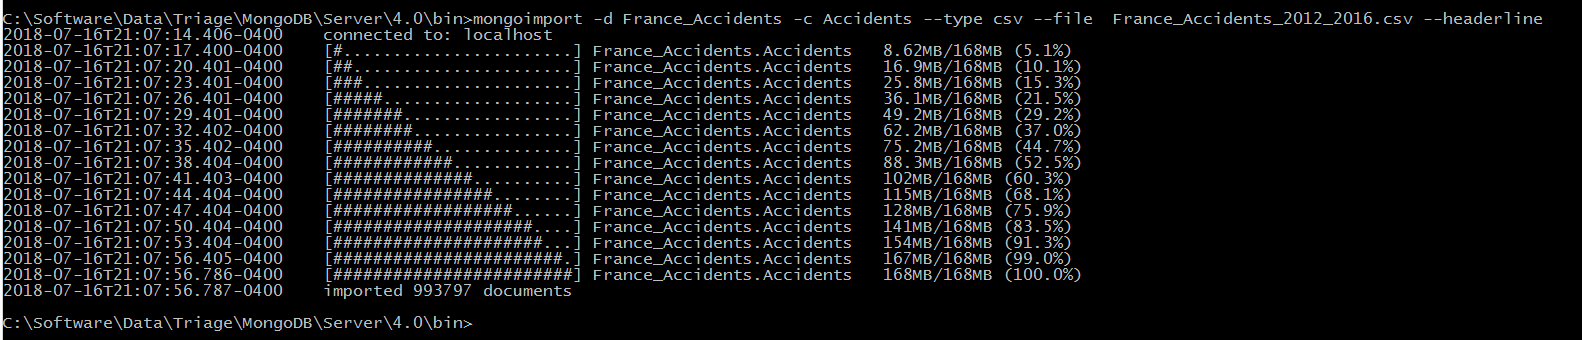 C:\Software\Data\Triage\MongoDB\Server\4.0\bin>mongoimport -d France_Accidents -c Accidents --type csv --file  France_Accidents_2012_2016.csv --headerline
2018-07-16T21:07:14.406-0400    connected to: localhost
2018-07-16T21:07:17.400-0400    [#.......................] France_Accidents.Accidents   8.62MB/168MB (5.1%)
2018-07-16T21:07:20.401-0400    [##......................] France_Accidents.Accidents   16.9MB/168MB (10.1%)
2018-07-16T21:07:23.401-0400    [###.....................] France_Accidents.Accidents   25.8MB/168MB (15.3%)
2018-07-16T21:07:26.401-0400    [#####...................] France_Accidents.Accidents   36.1MB/168MB (21.5%)
2018-07-16T21:07:29.401-0400    [#######.................] France_Accidents.Accidents   49.2MB/168MB (29.2%)
2018-07-16T21:07:32.402-0400    [########................] France_Accidents.Accidents   62.2MB/168MB (37.0%)
2018-07-16T21:07:35.402-0400    [##########..............] France_Accidents.Accidents   75.2MB/168MB (44.7%)
2018-07-16T21:07:38.404-0400    [############............] France_Accidents.Accidents   88.3MB/168MB (52.5%)
2018-07-16T21:07:41.403-0400    [##############..........] France_Accidents.Accidents   102MB/168MB (60.3%)
2018-07-16T21:07:44.404-0400    [################........] France_Accidents.Accidents   115MB/168MB (68.1%)
2018-07-16T21:07:47.404-0400    [##################......] France_Accidents.Accidents   128MB/168MB (75.9%)
2018-07-16T21:07:50.404-0400    [####################....] France_Accidents.Accidents   141MB/168MB (83.5%)
2018-07-16T21:07:53.404-0400    [#####################...] France_Accidents.Accidents   154MB/168MB (91.3%)
2018-07-16T21:07:56.405-0400    [#######################.] France_Accidents.Accidents   167MB/168MB (99.0%)
2018-07-16T21:07:56.786-0400    [########################] France_Accidents.Accidents   168MB/168MB (100.0%)
2018-07-16T21:07:56.787-0400    imported 993797 documents
C:\Software\Data\Triage\MongoDB\Server\4.0\bin>